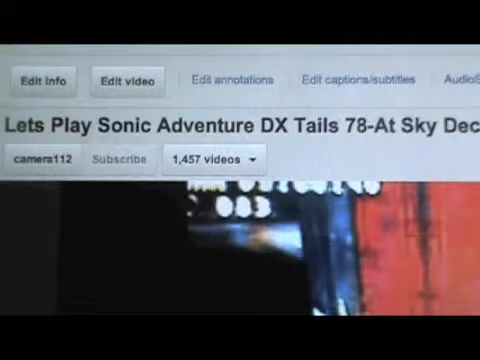 Edit info Edit video Edit annotations Edit captions/subtitles AudioS
Lets Play Sonic Adventure DX Tails 78-At Sky Dec
camera112 Subscribe 1,457 videos
083